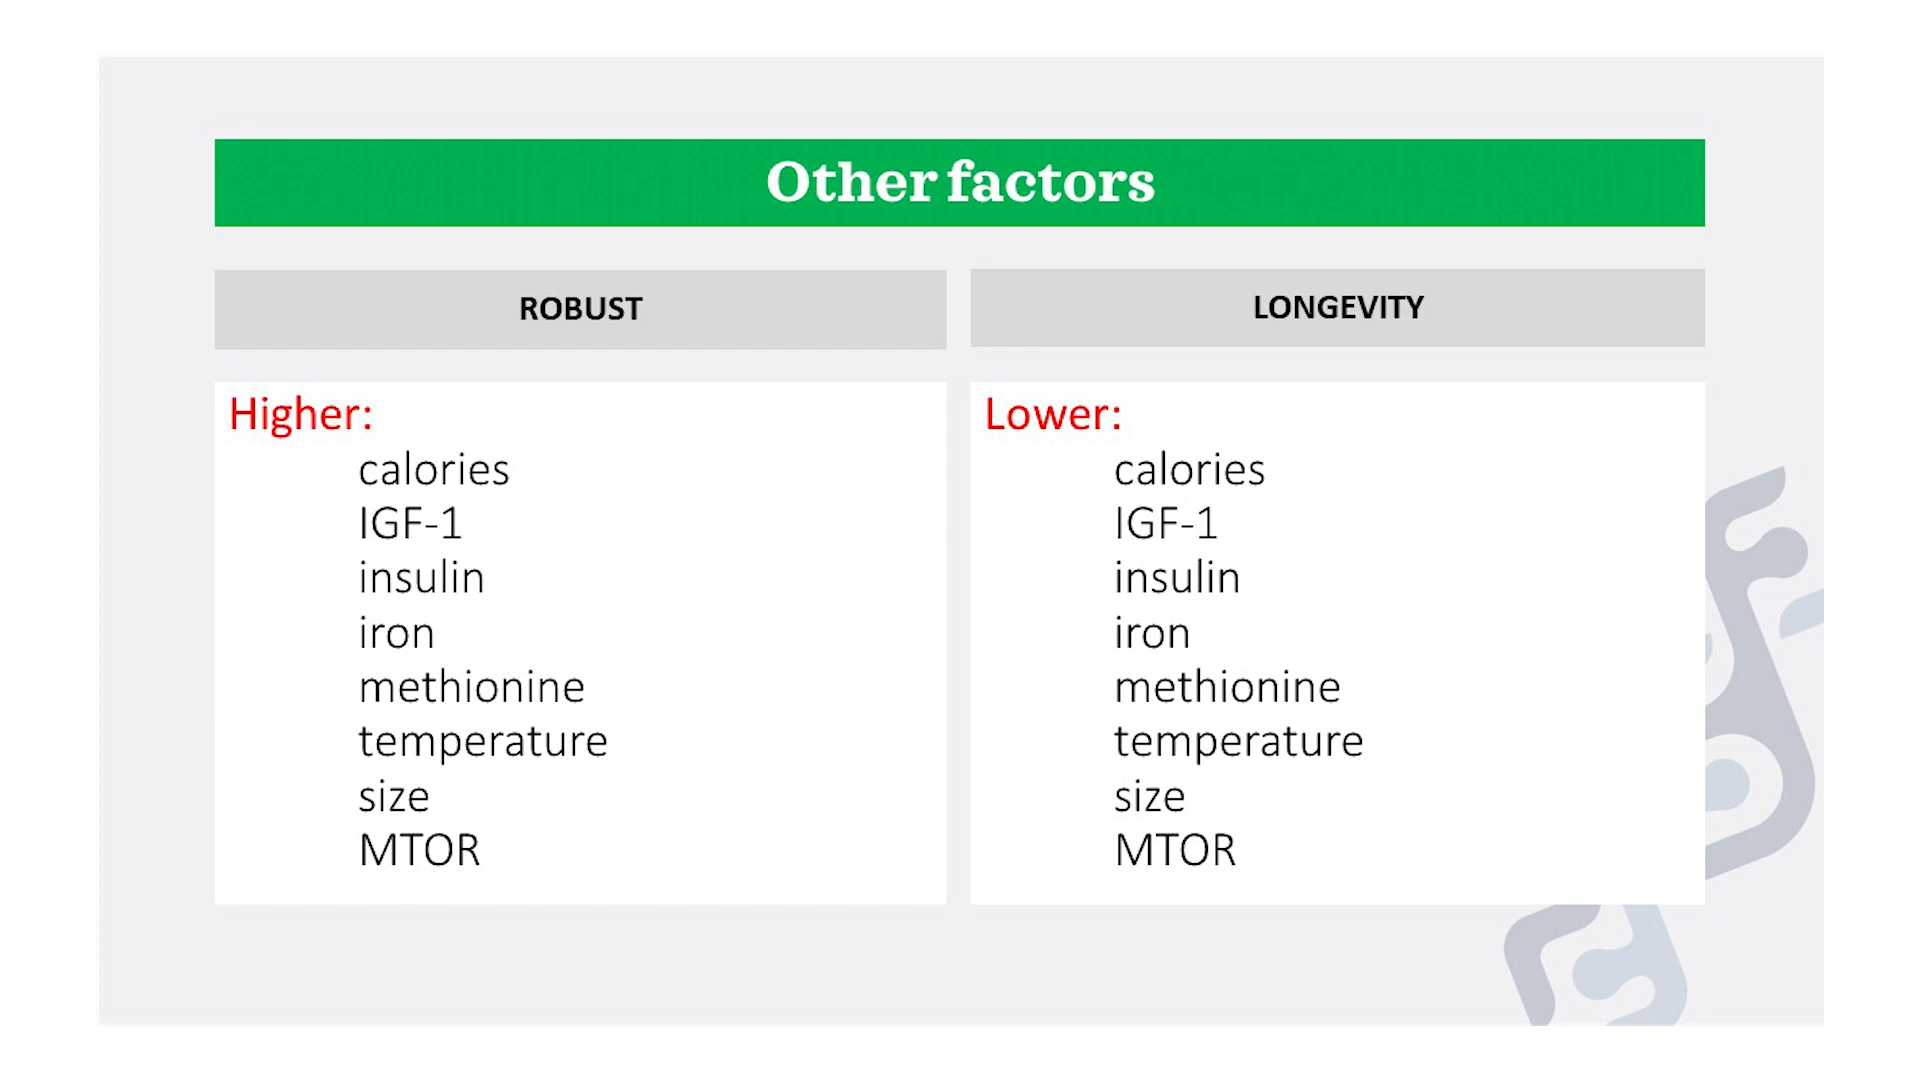 Other factors
ROBUST
Higher:
calories
IGF-1
insulin
iron
methionine
temperature
size
MTOR
LONGEVITY
Lower:
calories
IGF-1
insulin
iron
methionine
temperature
size
MTOR